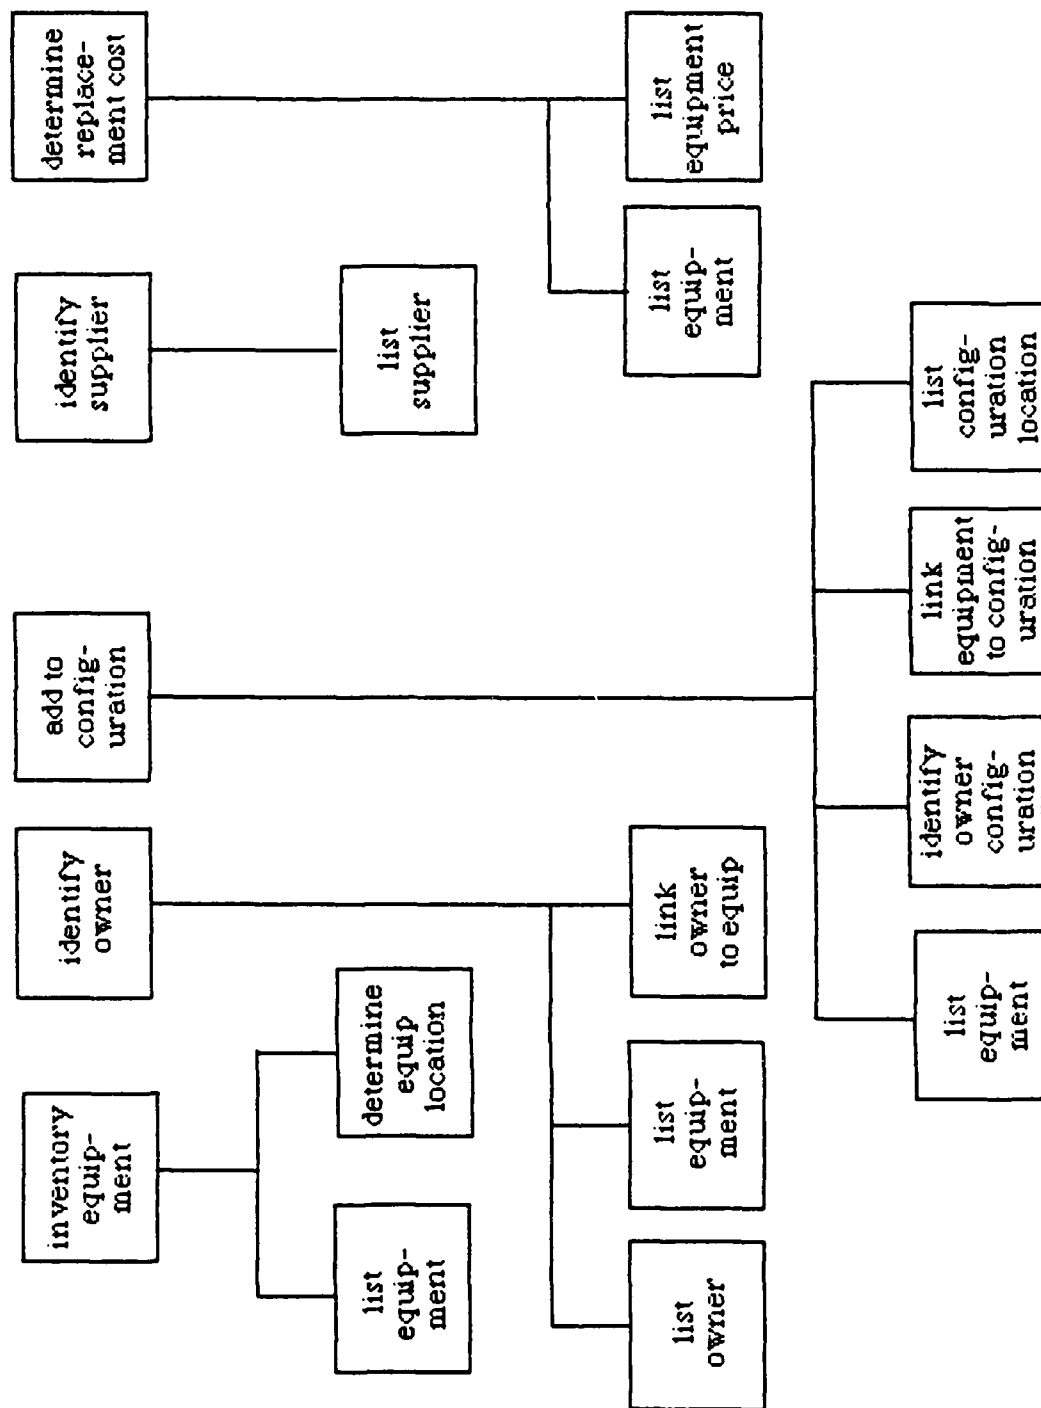 inventory
equip-
ment
identify
owner
add to
config-
uration
identify
supplier
determine
replace-
ment cost
list
equip-
ment
determine
equip
location
list
supplier
list
owner
list
equip-
ment
link
owner
to equip
list
equip-
ment
list
equipment
price
list
equip-
ment
identify
owner
config-
uration
link
equipment
to config-
uration
list
config-
uration
location